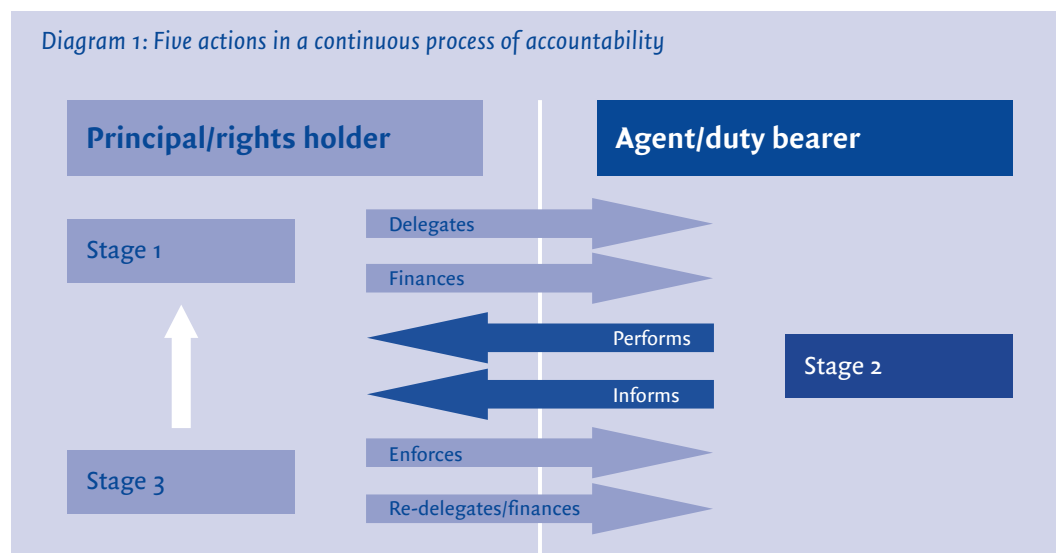 Diagram 1: Five actions in a continuous process of accountability
Principal/rights holder
Agent/duty bearer
Stage 1
Delegates
Finances
Performs
Informs
Stage 2
Stage 3
Enforces
Re-delegates/finances